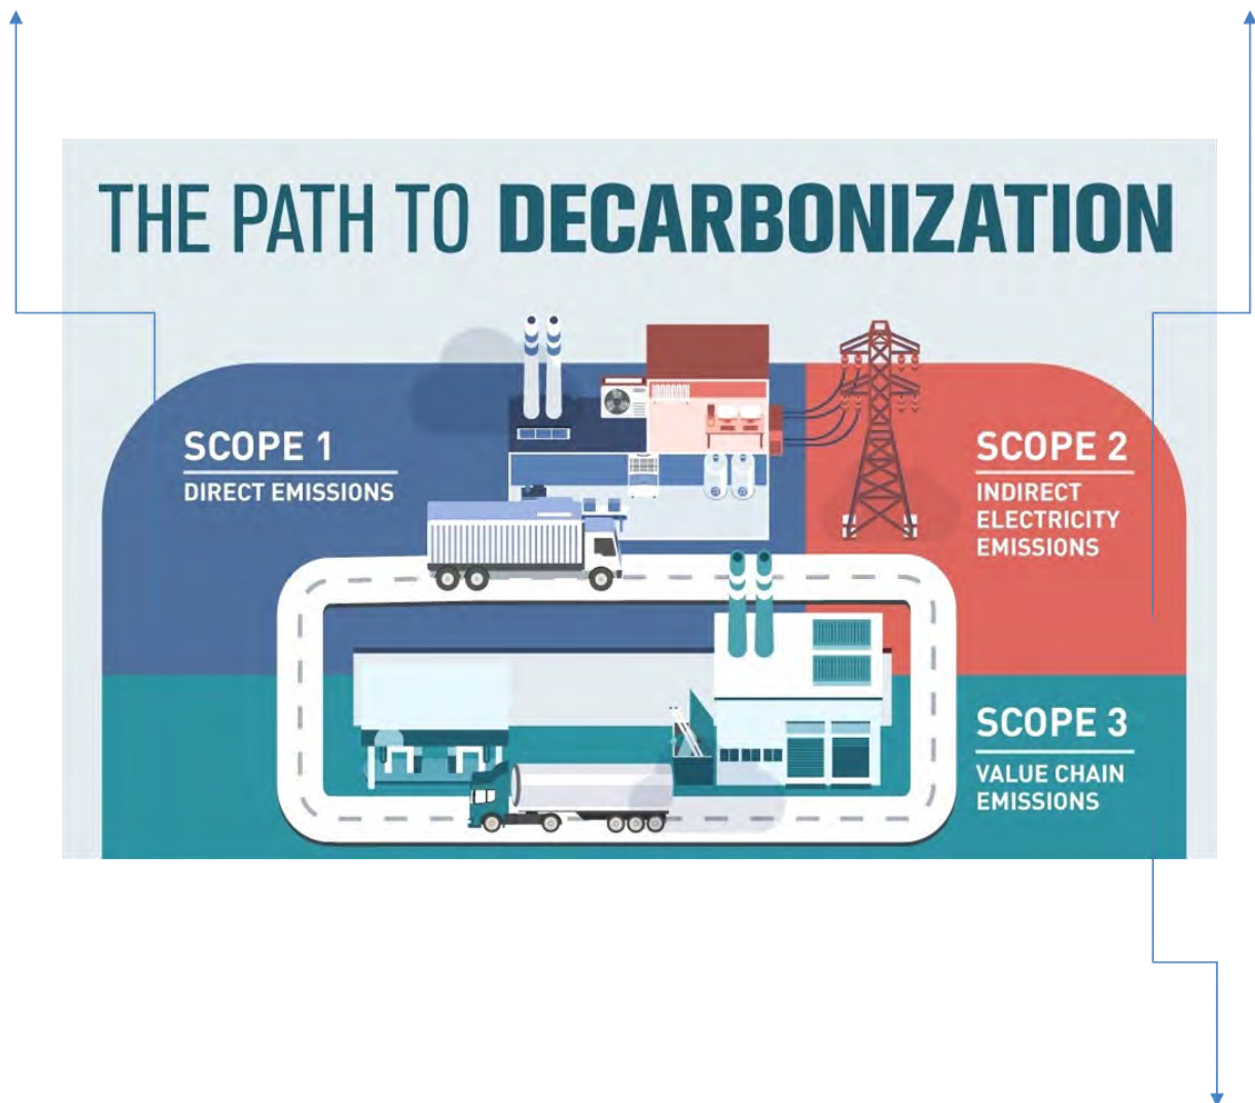 THE PATH TO DECARBONIZATION
SCOPE 1
DIRECT EMISSIONS
SCOPE 2
INDIRECT
ELECTRICITY
EMISSIONS
SCOPE 3
VALUE CHAIN
EMISSIONS